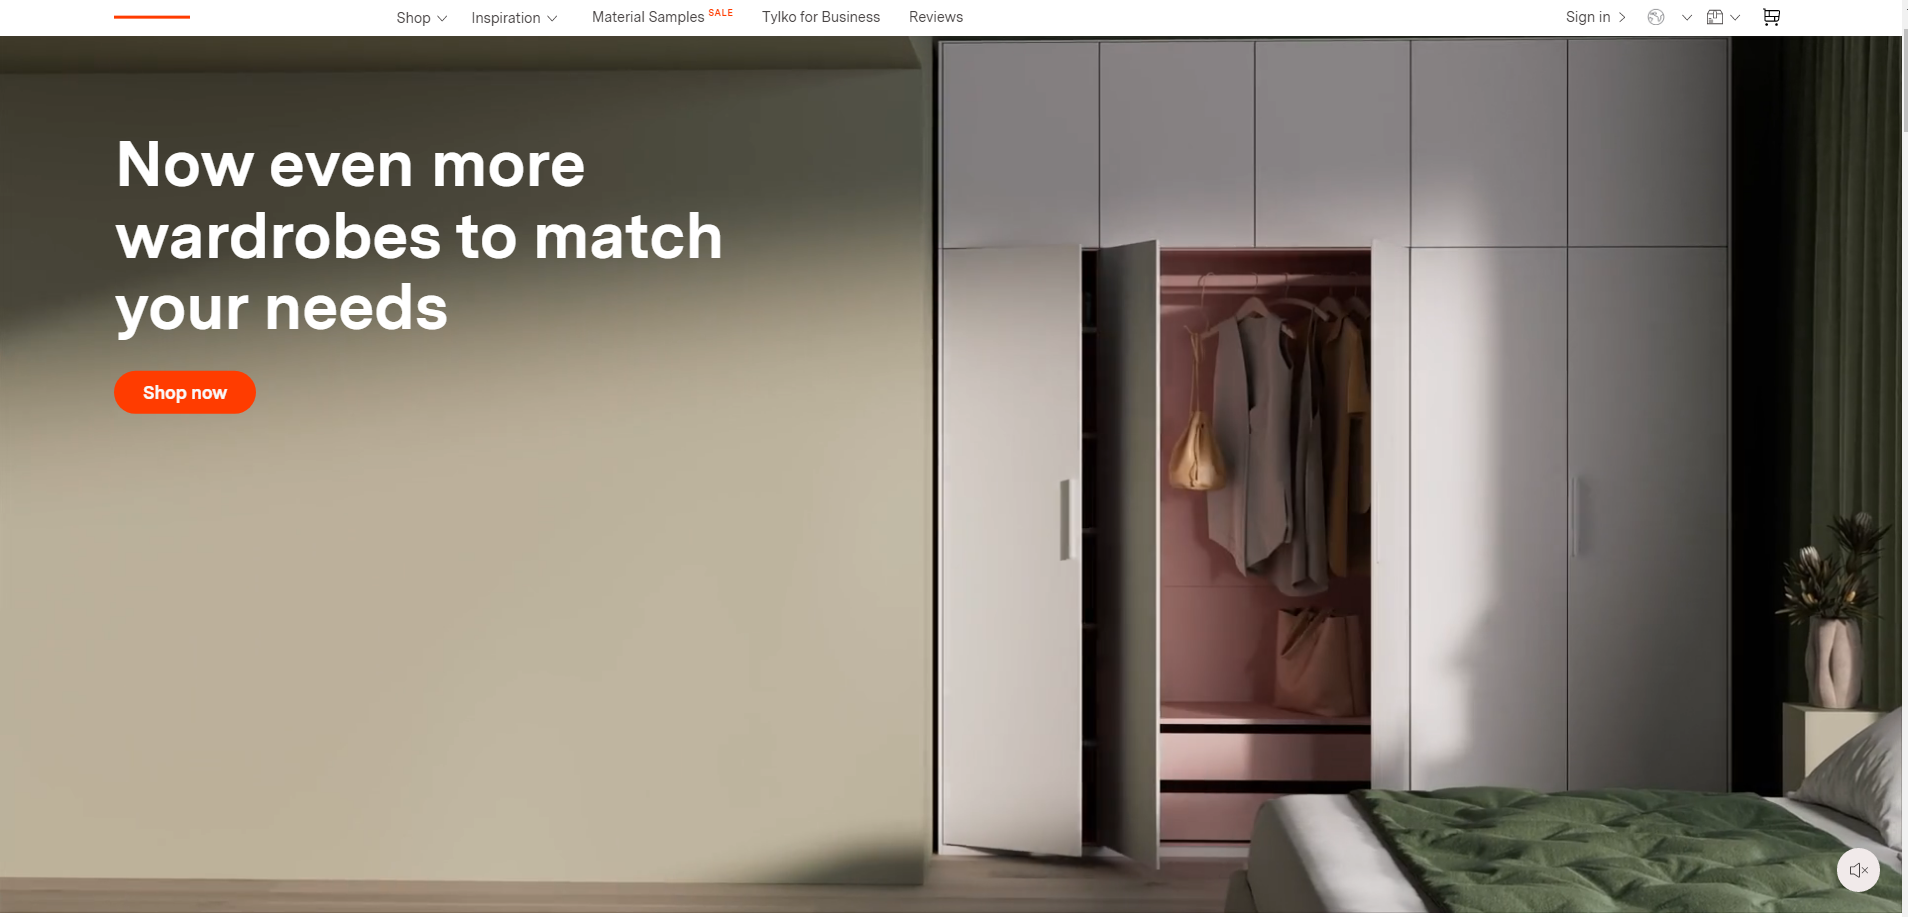 Shop
Inspiration
Material Samples SALE
Tylko for Business
Reviews
Sign in
Now even more
wardrobes to match
your needs
Shop now